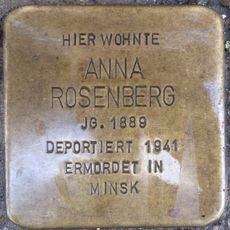 HIER WOHNTE
ANNA
ROSENBERG
JG. 1889
DEPORTIERT 1941
ERMORDET IN
MINSK